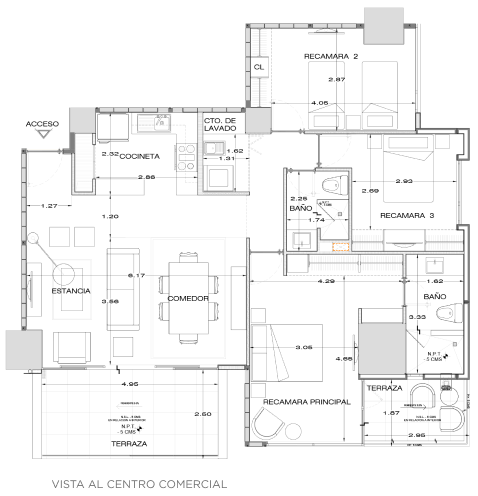 RECAMARA 2
CL
2.87
4.05
ACCESO
CTO. DE
LAVADO
2.32
COCINETA
2.86
1.62
1.31
2.25
BAÑO
1.74
2.69
2.93
RECAMARA 3
1.27
1.20
6.17
ESTANCIA
3.56
COMEDOR
4.29
1.62
BAÑO
3.33
3.05
4.65
N.P.T.
- 5 CMS
RECAMARA PRINCIPAL
TERRAZA
4.95
2.50
1.87
2.95
N.P.T.
- 5 CMS
TERRAZA
VISTA AL CENTRO COMERCIAL